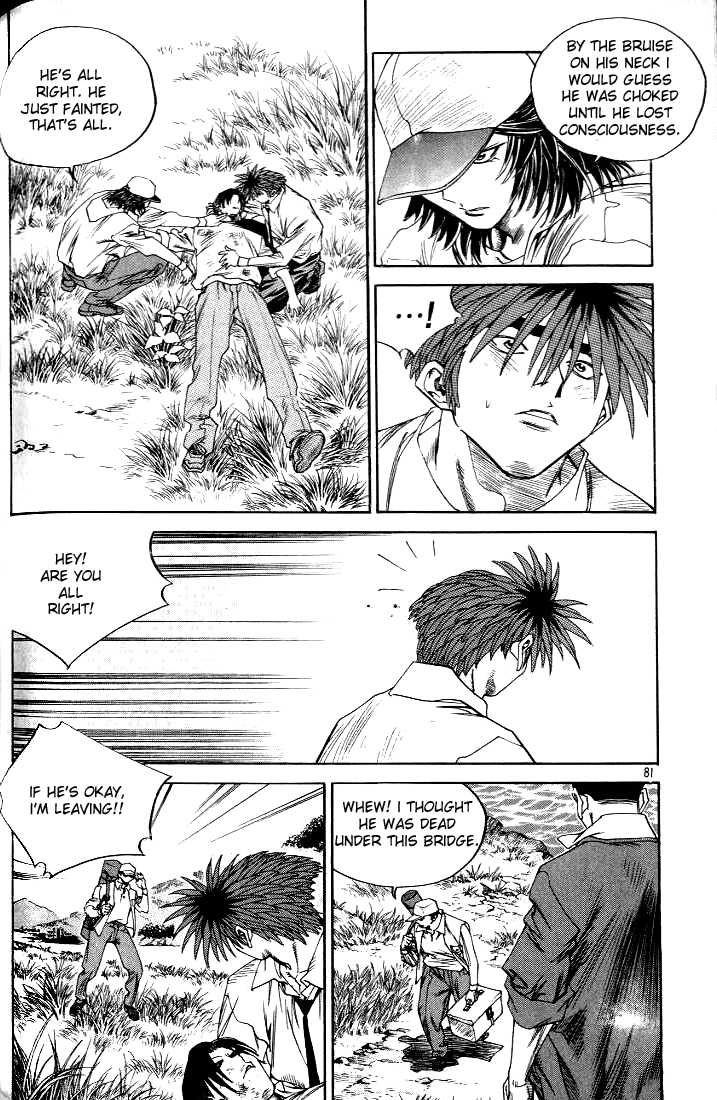 HE'S ALL
RIGHT. HE
JUST FAINTED,
THAT'S ALL.
BY THE BRUISE
ON HIS NECK I
WOULD GUESS
HE WAS CHOKED
UNTIL HE LOST
CONSCIOUSNESS.
...!
HEY!
ARE YOU
ALL
RIGHT!
81
IF HE'S OKAY,
I'M LEAVING!!
WHEW! I THOUGHT
HE WAS DEAD
UNDER THIS BRIDGE.